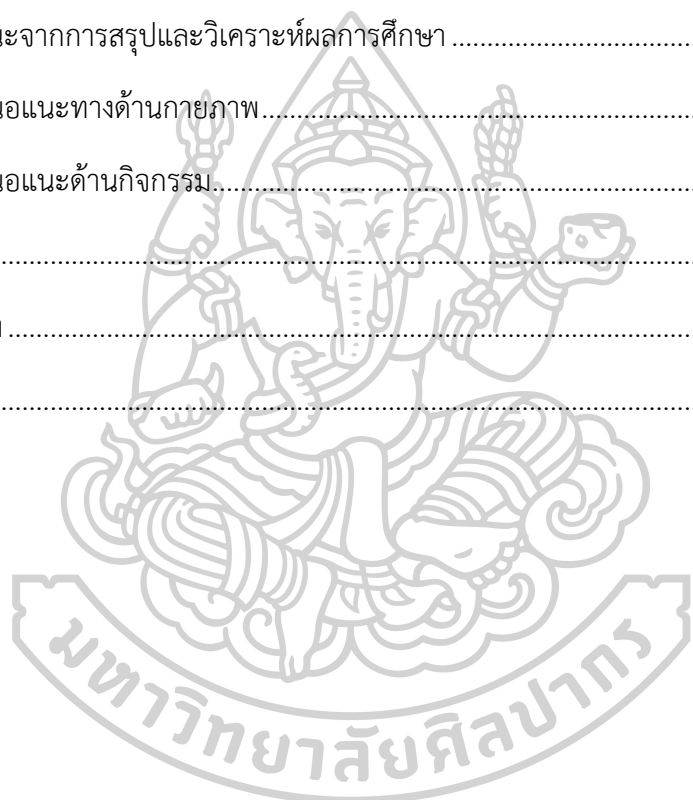 นะจากการสรุปและวิเคราะห์ผลการศึกษา ........................................
นอแนะทางด้านกายภาพ........................................
นอแนะด้านกิจกรรม........................................
........................................
........................................
........................................
มหาวิทยาลัยศิลปากร